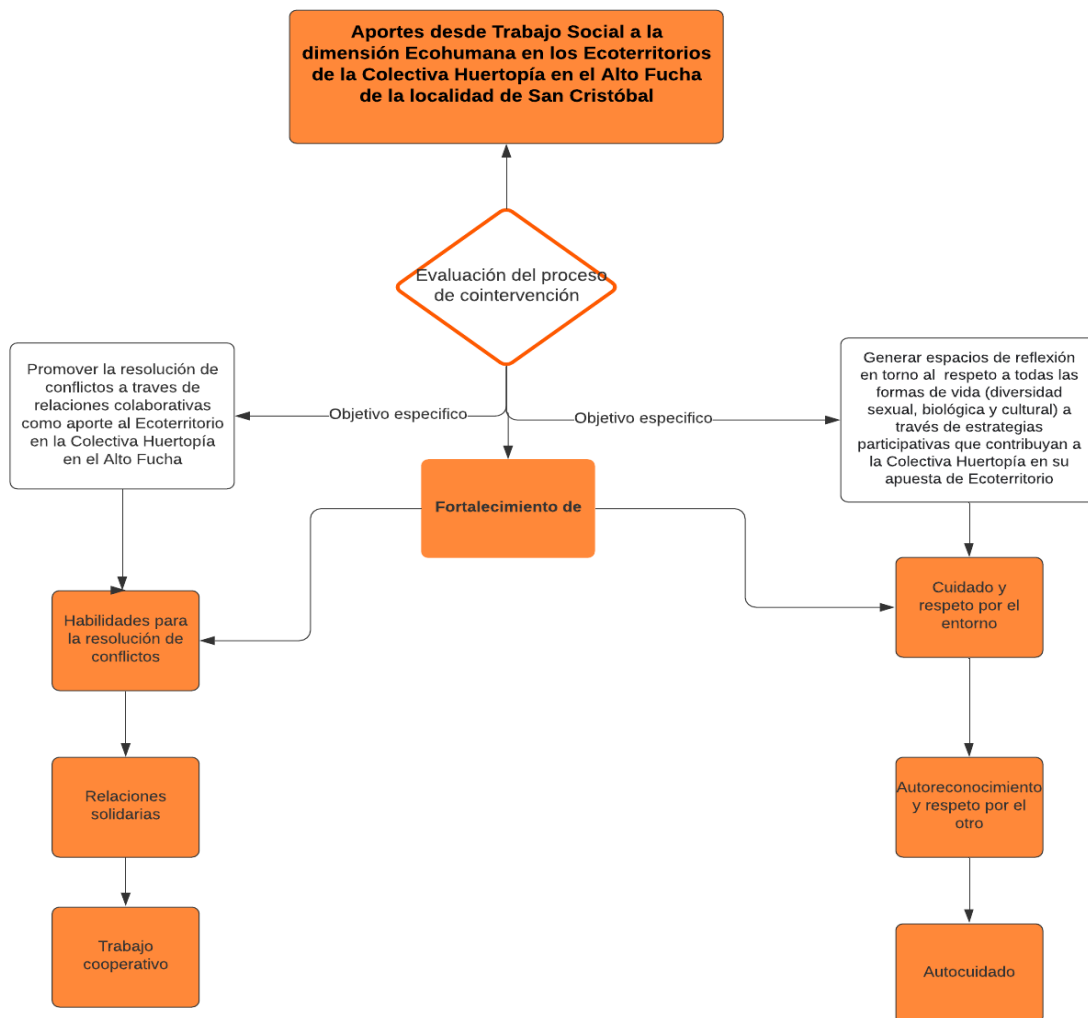 Aportes desde Trabajo Social a la
dimensión Ecohumana en los Ecoterritorios
de la Colectiva Huertopía en el Alto Fucha
de la localidad de San Cristóbal
Evaluación del proceso
de cointervención
Promover la resolución de
conflictos a traves de
relaciones colaborativas
como aporte al Ecoterritorio
en la Colectiva Huertopía
en el Alto Fucha
Objetivo especifico
Objetivo especifico
Generar espacios de reflexión
en torno al respeto a todas las
formas de vida (diversidad
sexual, biológica y cultural) a
través de estrategias
participativas que contribuyan a
la Colectiva Huertopía en su
apuesta de Ecoterritorio
Fortalecimiento de
Habilidades para
la resolución de
conflictos
Cuidado y
respeto por el
entorno
Relaciones
solidarias
Autoreconocimiento
y respeto por el
otro
Trabajo
cooperativo
Autocuidado